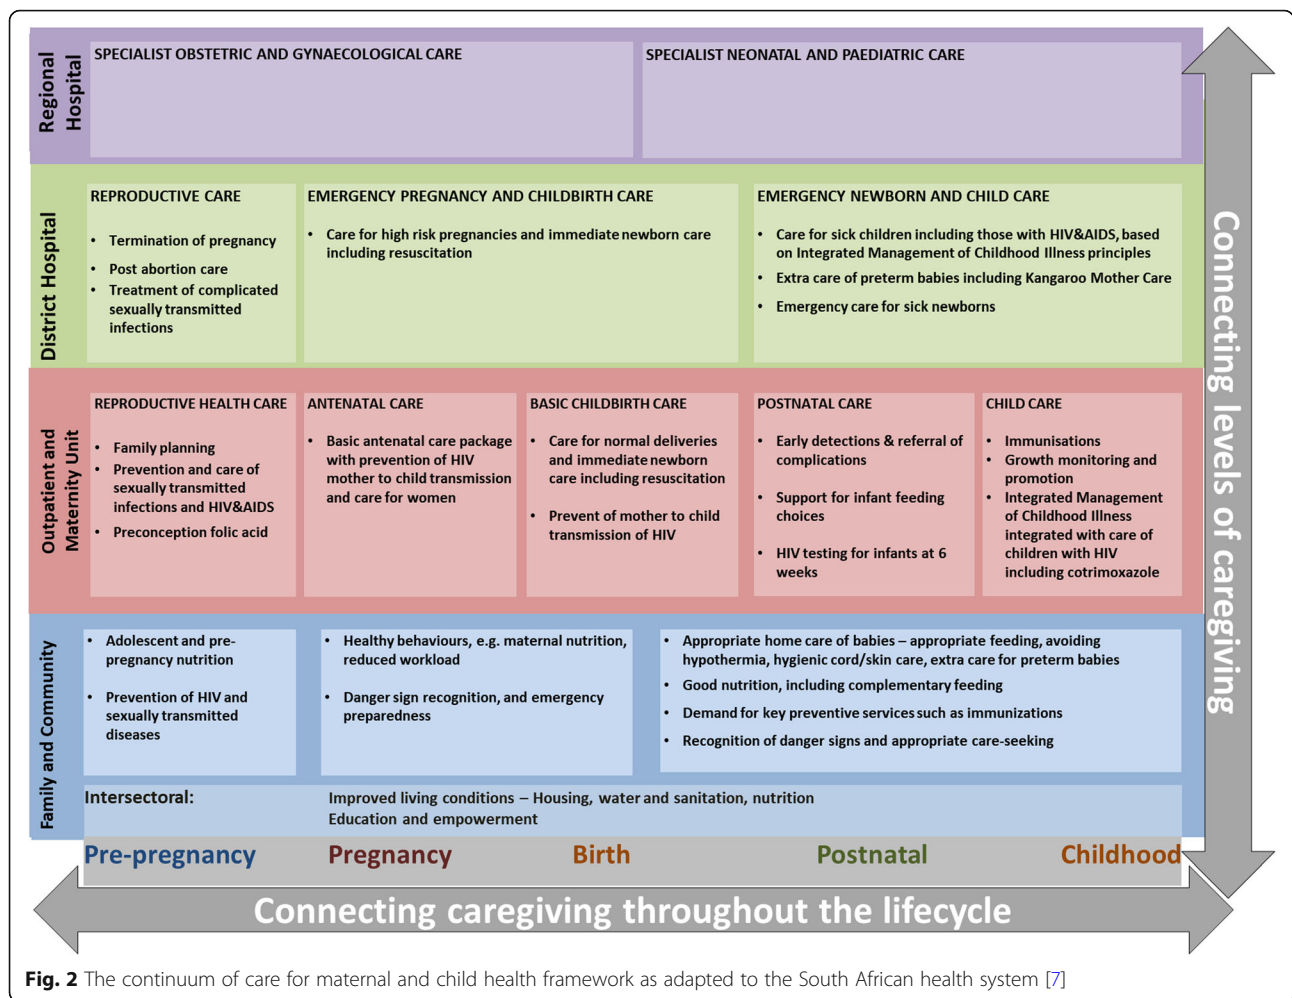 Regional
Hospital
SPECIALIST OBSTETRIC AND GYNAECOLOGICAL CARE
SPECIALIST NEONATAL AND PAEDIATRIC CARE
District Hospital
REPRODUCTIVE CARE
• Termination of pregnancy
• Post abortion care
• Treatment of complicated
sexually transmitted
infections
EMERGENCY PREGNANCY AND CHILDBIRTH CARE
• Care for high risk pregnancies and immediate newborn care
including resuscitation
EMERGENCY NEWBORN AND CHILD CARE
• Care for sick children including those with HIV&AIDS, based
on Integrated Management of Childhood Illness principles
• Extra care of preterm babies including Kangaroo Mother Care
• Emergency care for sick newborns
Outpatient and
Maternity Unit
REPRODUCTIVE HEALTH CARE
• Family planning
• Prevention and care of
sexually transmitted
infections and HIV&AIDS
• Preconception folic acid
ANTENATAL CARE
• Basic antenatal care package
with prevention of HIV
mother to child transmission
and care for women
BASIC CHILDBIRTH CARE
• Care for normal deliveries
and immediate newborn
care including resuscitation
• Prevent of mother to child
transmission of HIV
POSTNATAL CARE
• Early detections & referral of
complications
• Support for infant feeding
choices
• HIV testing for infants at 6
weeks
CHILD CARE
• Immunisations
• Growth monitoring and
promotion
• Integrated Management
of Childhood Illness
integrated with care of
children with HIV
including cotrimoxazole
Family and Community
• Adolescent and pre-
pregnancy nutrition
• Prevention of HIV and
sexually transmitted
diseases
• Healthy behaviours, e.g. maternal nutrition,
reduced workload
• Danger sign recognition, and emergency
preparedness
• Appropriate home care of babies – appropriate feeding, avoiding
hypothermia, hygienic cord/skin care, extra care for preterm babies
• Good nutrition, including complementary feeding
• Demand for key preventive services such as immunizations
• Recognition of danger signs and appropriate care-seeking
Intersectoral:
Improved living conditions – Housing, water and sanitation, nutrition
Education and empowerment
Pre-pregnancy
Pregnancy
Birth
Postnatal
Childhood
Connecting levels of caregiving
Connecting caregiving throughout the lifecycle
Fig. 2 The continuum of care for maternal and child health framework as adapted to the South African health system [7]